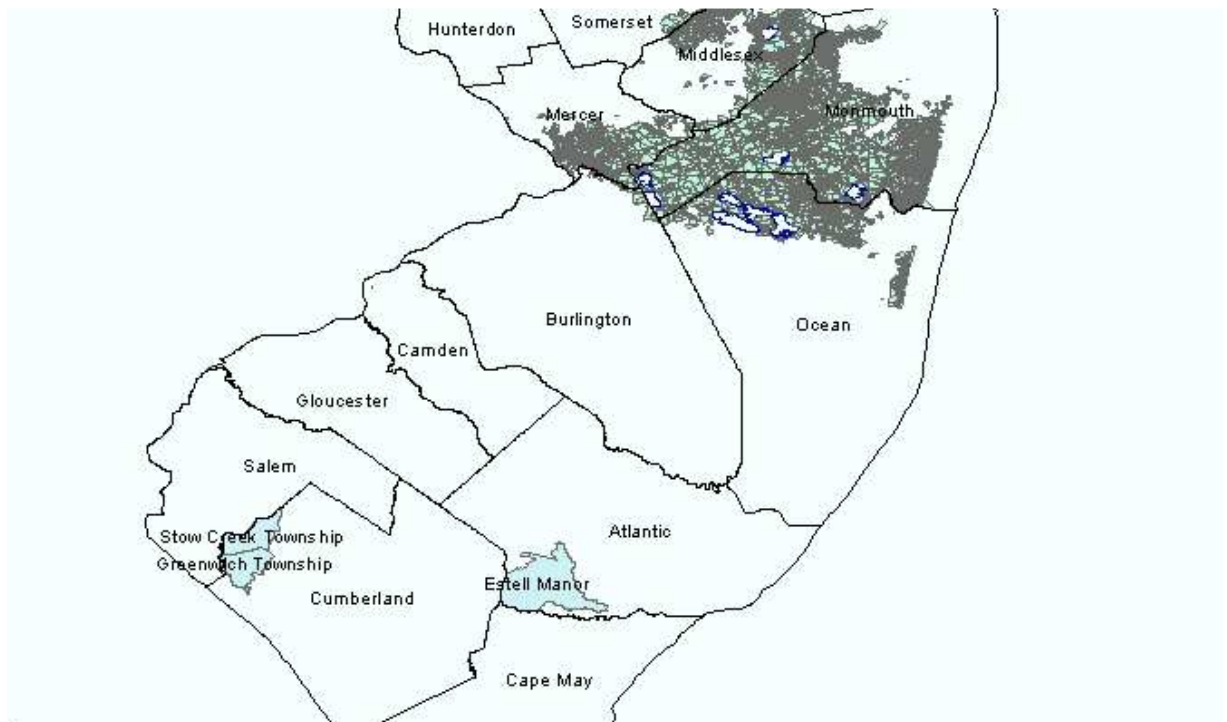 Somerset
Hunterdon
Middlesex
Mercer
Monmouth
Burlington
Ocean
Camden
Gloucester
Salem
Atlantic
Stow Creek Township
Greenwich Township
Estell Manor
Cumberland
Cape May